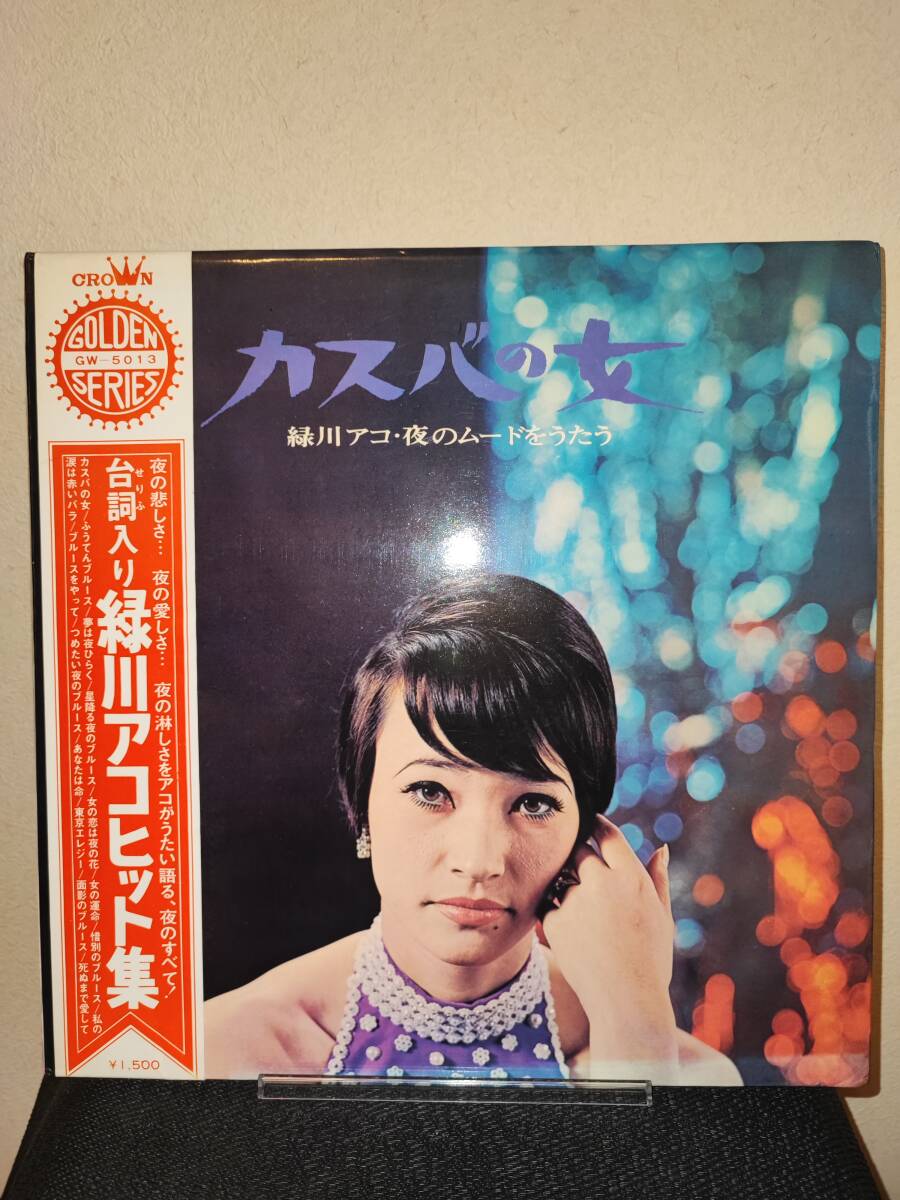 CROWN
GOLDEN
GW-5013
SERIES
夜の悲しさ… 夜の愛しさ… 夜の淋しさをアコがうたい語る、夜のすべて!
せりふ
台詞入り緑川アコヒット集
カスバの女/ふうてんブルース/夢は夜ひらく/星降る夜のブルース/女の恋は夜の花/女の運命/惜別のブルース/私の
涙は赤いバラ/ブルースをやって/つめたい夜のブルース/あなたは命/東京エレジー/面影のブルース/死ぬまで愛して
¥1,500
カスバの女
緑川アコ・夜のムードをうたう